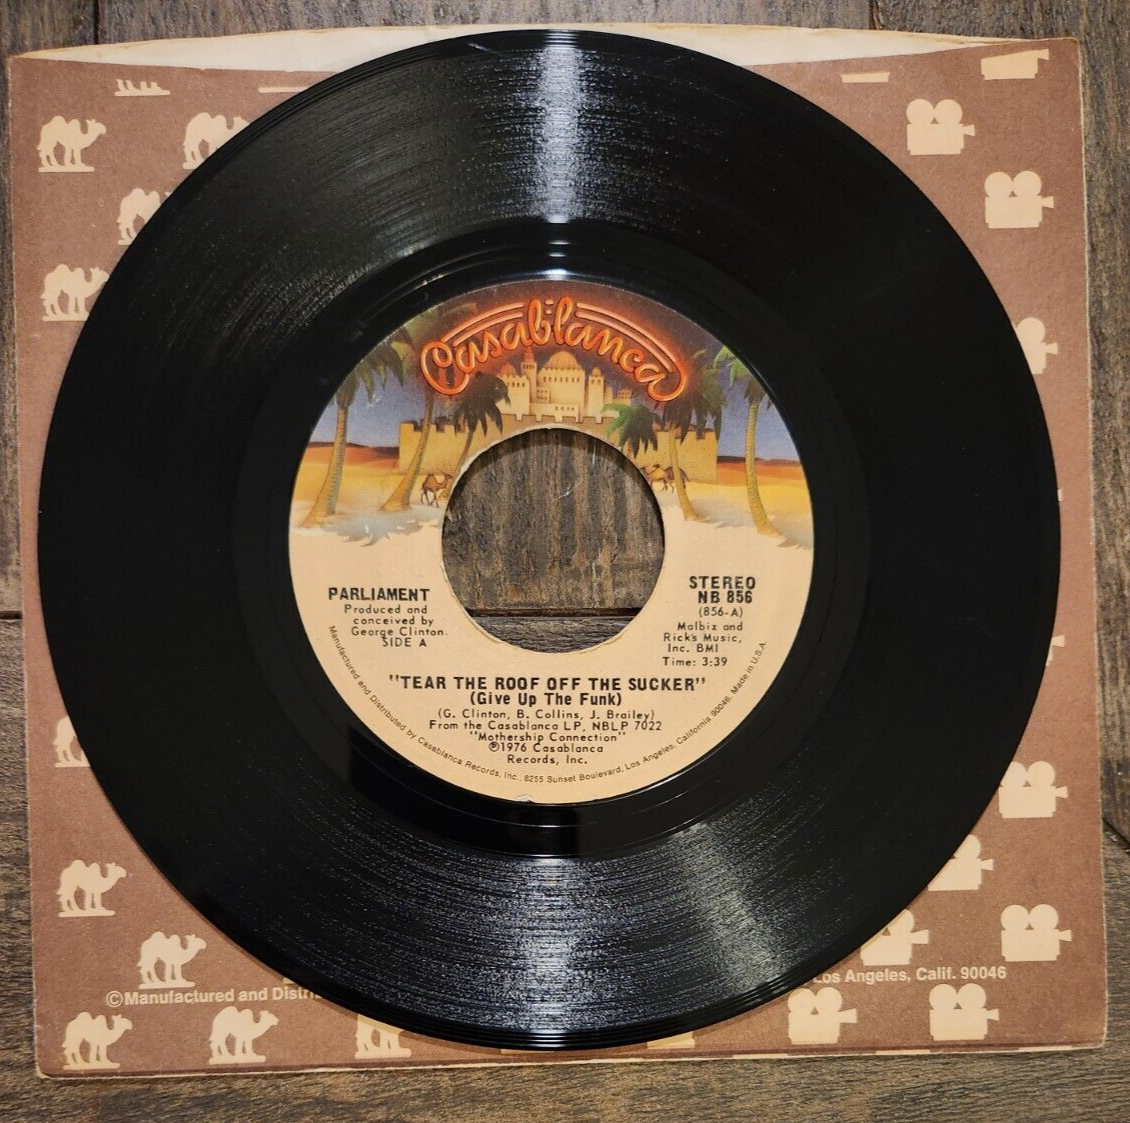 Casablanca
PARLIAMENT
Produced and
conceived by
George Clinton.
SIDE A
STEREO
NB 856
(856-A)
Malbiz and
Rick's Music,
Inc. BMI
Time: 3:39
"TEAR THE ROOF OFF THE SUCKER"
(Give Up The Funk)
(G. Clinton, B. Collins, J. Brailey)
From the Casablanca LP, NBLP 7022
"Mothership Connection"
℗1976 Casablanca
Records, Inc.
Manufactured and Distributed by Casablanca Records, Inc., 8255 Sunset Boulevard, Los Angeles, California 90046. Made in U.S.A.
©Manufactured and Distri
Los Angeles, Calif. 90046